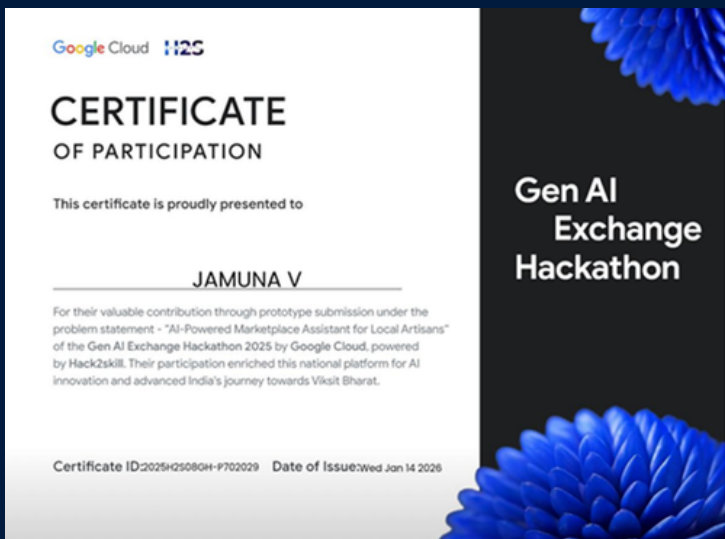 Google Cloud H2S
CERTIFICATE
OF PARTICIPATION
This certificate is proudly presented to
JAMUNA V
For their valuable contribution through prototype submission under the
problem statement - "AI-Powered Marketplace Assistant for Local Artisans"
of the Gen AI Exchange Hackathon 2025 by Google Cloud, powered
by Hack2skill. Their participation enriched this national platform for AI
innovation and advanced India's journey towards Viksit Bharat.
Certificate ID:2025H2S08GH-P702029 Date of Issue:Wed Jan 14 2026
Gen AI
Exchange
Hackathon